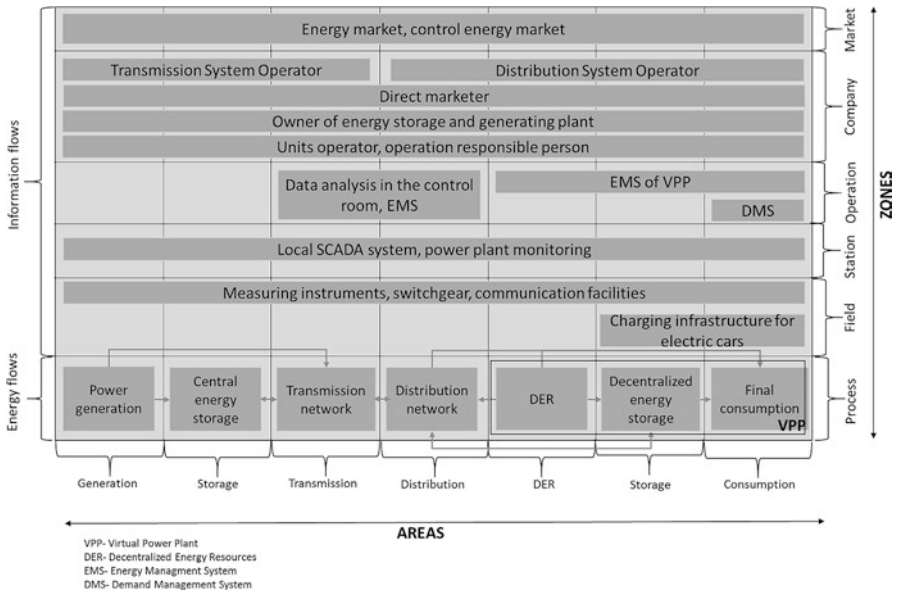 Energy market, control energy market
Market
Transmission System Operator
Distribution System Operator
Direct marketer
Owner of energy storage and generating plant
Units operator, operation responsible person
Company
Information flows
Data analysis in the control
room, EMS
EMS of VPP
DMS
Operation
ZONES
Local SCADA system, power plant monitoring
Station
Measuring instruments, switchgear, communication facilities
Charging infrastructure for
electric cars
Field
Energy flows
Power
generation
Central
energy
storage
Transmission
network
Distribution
network
DER
Decentralized
energy
storage
Final
consumption
VPP
Process
Generation
Storage
Transmission
Distribution
DER
Storage
Consumption
AREAS
VPP- Virtual Power Plant
DER- Decentralized Energy Resources
EMS- Energy Managment System
DMS- Demand Management System